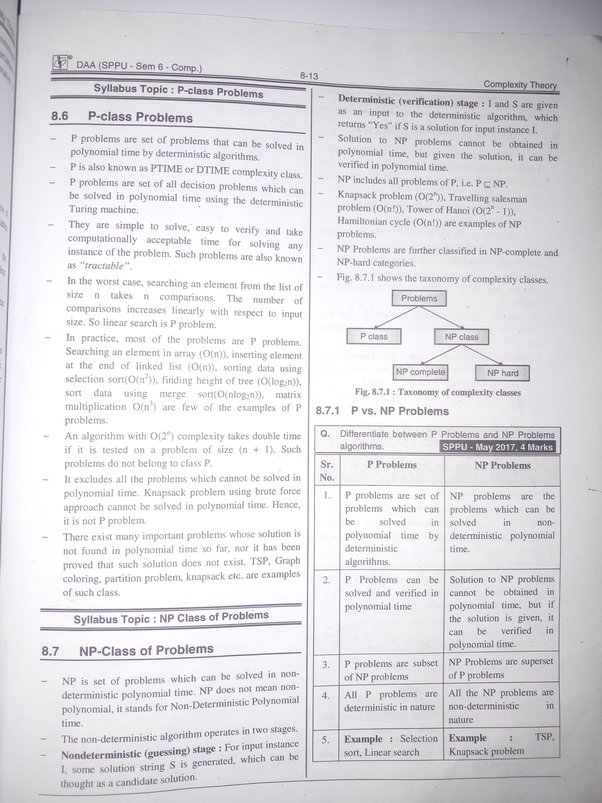 DAA (SPPU - Sem 6 - Comp.)
8-13
Complexity Theory
Syllabus Topic : P-class Problems
8.6 P-class Problems
– P problems are set of problems that can be solved in
polynomial time by deterministic algorithms.
– P is also known as PTIME or DTIME complexity class.
– P problems are set of all decision problems which can
be solved in polynomial time using the deterministic
Turing machine.
– They are simple to solve, easy to verify and take
computationally acceptable time for solving any
instance of the problem. Such problems are also known
as "tractable".
– In the worst case, searching an element from the list of
size n takes n comparisons. The number of
comparisons increases linearly with respect to input
size. So linear search is P problem.
– In practice, most of the problems are P problems.
Searching an element in array (O(n)), inserting element
at the end of linked list (O(n)), sorting data using
selection sort(O(n²)), finding height of tree (O(log₂n)),
sort data using merge sort(O(nlog₂n)), matrix
multiplication O(n³) are few of the examples of P
problems.
– An algorithm with O(2ⁿ) complexity takes double time
if it is tested on a problem of size (n + 1). Such
problems do not belong to class P.
– It excludes all the problems which cannot be solved in
polynomial time. Knapsack problem using brute force
approach cannot be solved in polynomial time. Hence,
it is not P problem.
– There exist many important problems whose solution is
not found in polynomial time so far, nor it has been
proved that such solution does not exist. TSP, Graph
coloring, partition problem, knapsack etc. are examples
of such class.
Syllabus Topic : NP Class of Problems
8.7 NP-Class of Problems
– NP is set of problems which can be solved in non-
deterministic polynomial time. NP does not mean non-
polynomial, it stands for Non-Deterministic Polynomial
time.
– The non-deterministic algorithm operates in two stages.
– Nondeterministic (guessing) stage : For input instance
I, some solution string S is generated, which can be
thought as a candidate solution.
– Deterministic (verification) stage : I and S are given
as an input to the deterministic algorithm, which
returns "Yes" if S is a solution for input instance I.
– Solution to NP problems cannot be obtained in
polynomial time, but given the solution, it can be
verified in polynomial time.
– NP includes all problems of P, i.e. P ⊆ NP.
– Knapsack problem (O(2ⁿ)), Travelling salesman
problem (O(n!)), Tower of Hanoi (O(2ⁿ - 1)),
Hamiltonian cycle (O(n!)) are examples of NP
problems.
– NP Problems are further classified in NP-complete and
NP-hard categories.
– Fig. 8.7.1 shows the taxonomy of complexity classes.
Problems
P class
NP class
NP complete
NP hard
Fig. 8.7.1 : Taxonomy of complexity classes
8.7.1 P vs. NP Problems
Q. Differentiate between P Problems and NP Problems
algorithms. SPPU - May 2017, 4 Marks
Sr.
No.
P Problems
NP Problems
1.
P problems are set of
problems which can
be solved in
polynomial time by
deterministic
algorithms.
NP problems are the
problems which can be
solved in non-
deterministic polynomial
time.
2.
P Problems can be
solved and verified in
polynomial time
Solution to NP problems
cannot be obtained in
polynomial time, but if
the solution is given, it
can be verified in
polynomial time.
3.
P problems are subset
of NP problems
NP Problems are superset
of P problems
4.
All P problems are
deterministic in nature
All the NP problems are
non-deterministic in
nature
5.
Example : Selection
sort, Linear search
Example : TSP,
Knapsack problem